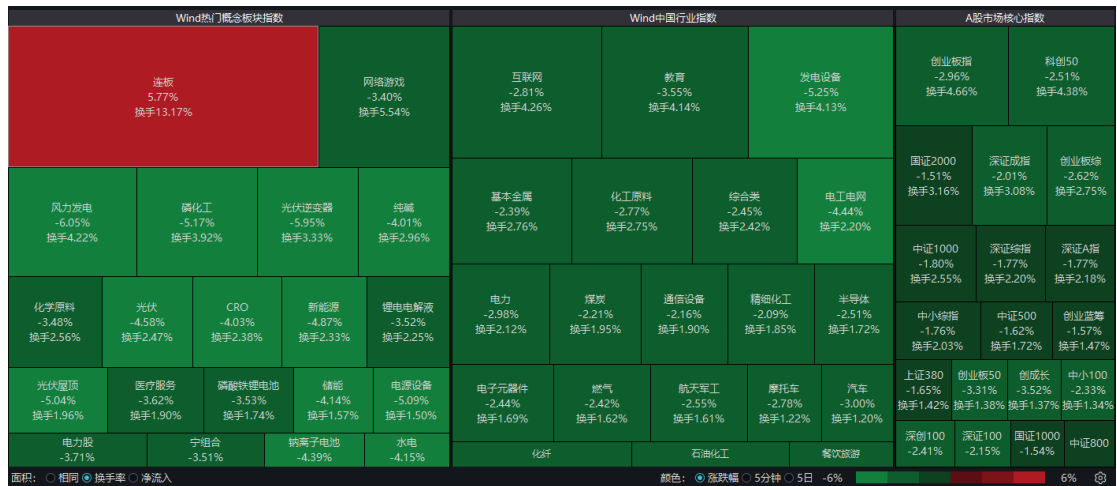 Wind热门概念板块指数
连板
5.77%
换手13.17%
网络游戏
-3.40%
换手5.54%
风力发电
-6.05%
换手4.22%
磷化工
-5.17%
换手3.92%
光伏逆变器
-5.95%
换手3.33%
纯碱
-4.01%
换手2.96%
化学原料
-3.48%
换手2.56%
光伏
-4.58%
换手2.47%
CRO
-4.03%
换手2.38%
新能源
-4.87%
换手2.33%
锂电电解液
-3.52%
换手2.25%
光伏屋顶
-5.04%
换手1.96%
医疗服务
-3.62%
换手1.90%
磷酸铁锂电池
-3.53%
换手1.74%
储能
-4.14%
换手1.57%
电源设备
-5.09%
换手1.50%
电力股
-3.71%
宁组合
-3.51%
钠离子电池
-4.39%
水电
-4.15%
Wind中国行业指数
互联网
-2.81%
换手4.26%
教育
-3.55%
换手4.14%
发电设备
-5.25%
换手4.13%
基本金属
-2.39%
换手2.76%
化工原料
-2.77%
换手2.75%
综合类
-2.45%
换手2.42%
电工电网
-4.44%
换手2.20%
电力
-2.98%
换手2.12%
煤炭
-2.21%
换手1.95%
通信设备
-2.16%
换手1.90%
精细化工
-2.09%
换手1.85%
半导体
-2.51%
换手1.72%
电子元器件
-2.44%
换手1.69%
燃气
-2.42%
换手1.62%
航天军工
-2.55%
换手1.61%
摩托车
-2.78%
换手1.22%
汽车
-3.00%
换手1.20%
化纤
石油化工
餐饮旅游
A股市场核心指数
创业板指
-2.96%
换手4.66%
科创50
-2.51%
换手4.38%
国证2000
-1.51%
换手3.16%
深证成指
-2.01%
换手3.08%
创业板综
-2.62%
换手2.75%
中证1000
-1.80%
换手2.55%
深证综指
-1.77%
换手2.20%
深证A指
-1.77%
换手2.18%
中小综指
-1.76%
换手2.03%
中证500
-1.62%
换手1.72%
创业蓝筹
-1.57%
换手1.47%
上证380
-1.65%
换手1.42%
创业板50
-3.31%
换手1.38%
创成长
-3.52%
换手1.37%
中小100
-2.33%
换手1.34%
深创100
-2.41%
深证100
-2.15%
国证1000
-1.54%
中证800
面积： 相同 换手率 净流入
颜色： 涨跌幅 5分钟 5日 -6% 6%